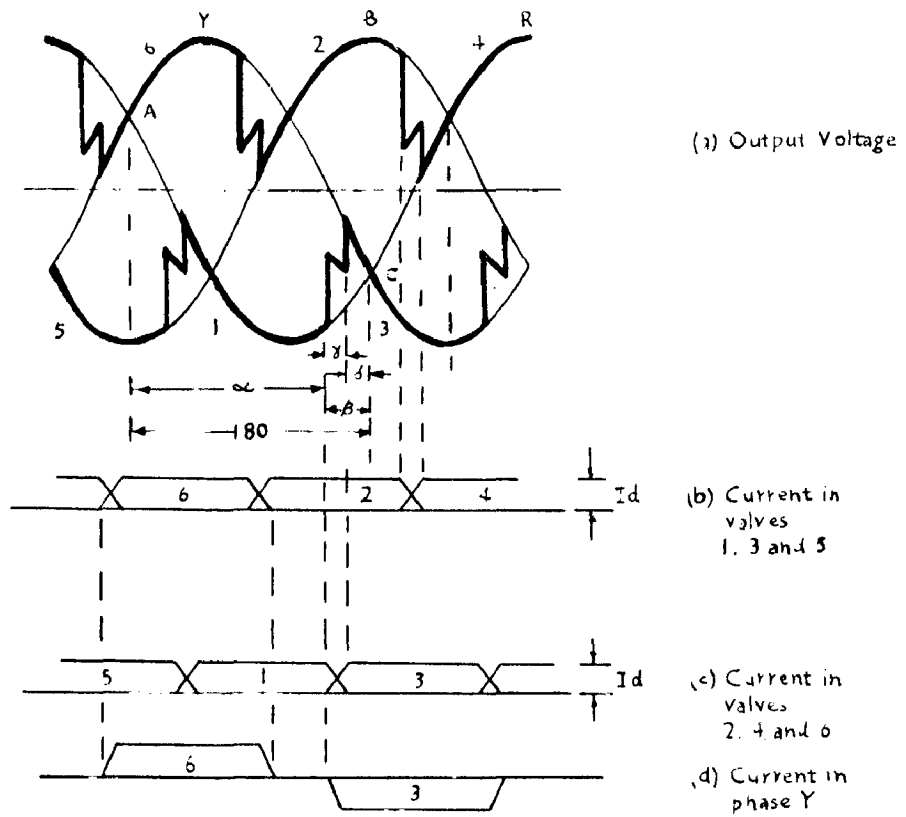 Y
B
R
6
2
4
A
(a) Output Voltage
C
5
1
3
γ
δ
α
β
180
6
2
4
Id
(b) Current in
valves
1. 3 and 5
5
1
3
Id
(c) Current in
valves
2. 4 and 6
6
(d) Current in
phase Y
3